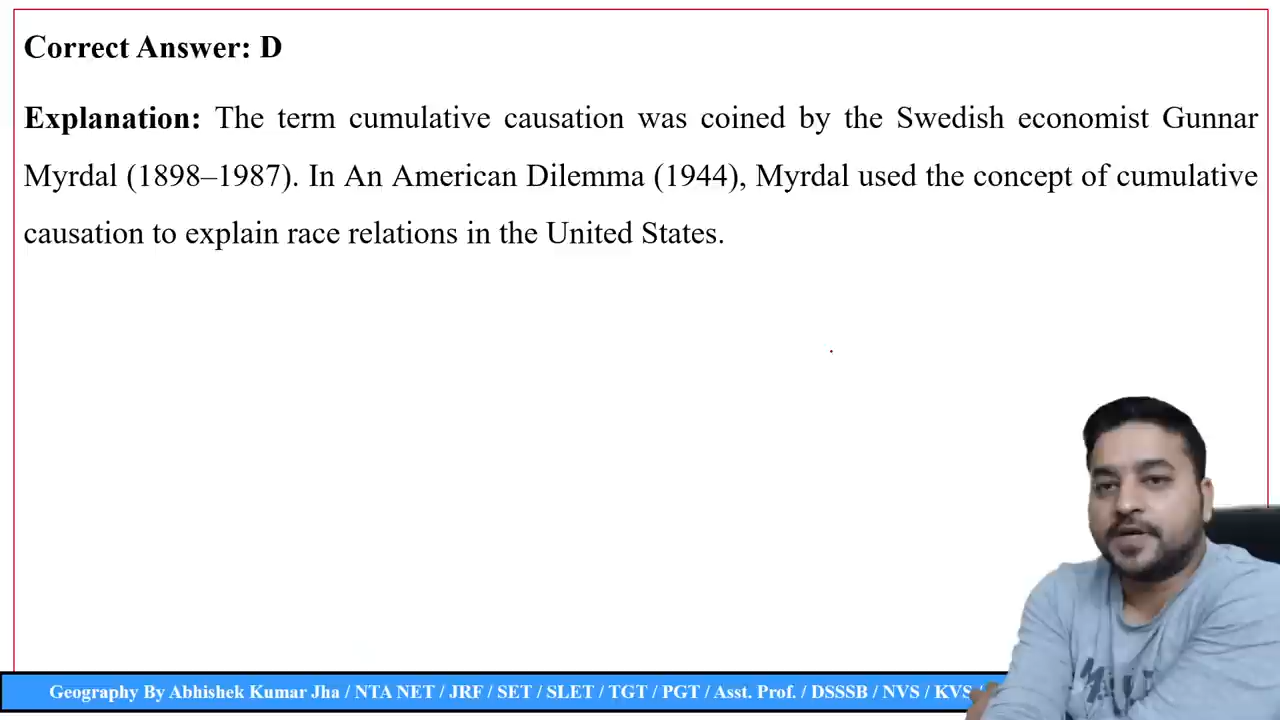 Correct Answer: D
Explanation: The term cumulative causation was coined by the Swedish economist Gunnar
Myrdal (1898–1987). In An American Dilemma (1944), Myrdal used the concept of cumulative
causation to explain race relations in the United States.
Geography By Abhishek Kumar Jha / NTA NET / JRF / SET / SLET / TGT / PGT / Asst. Prof. / DSSSB / NVS / KVS